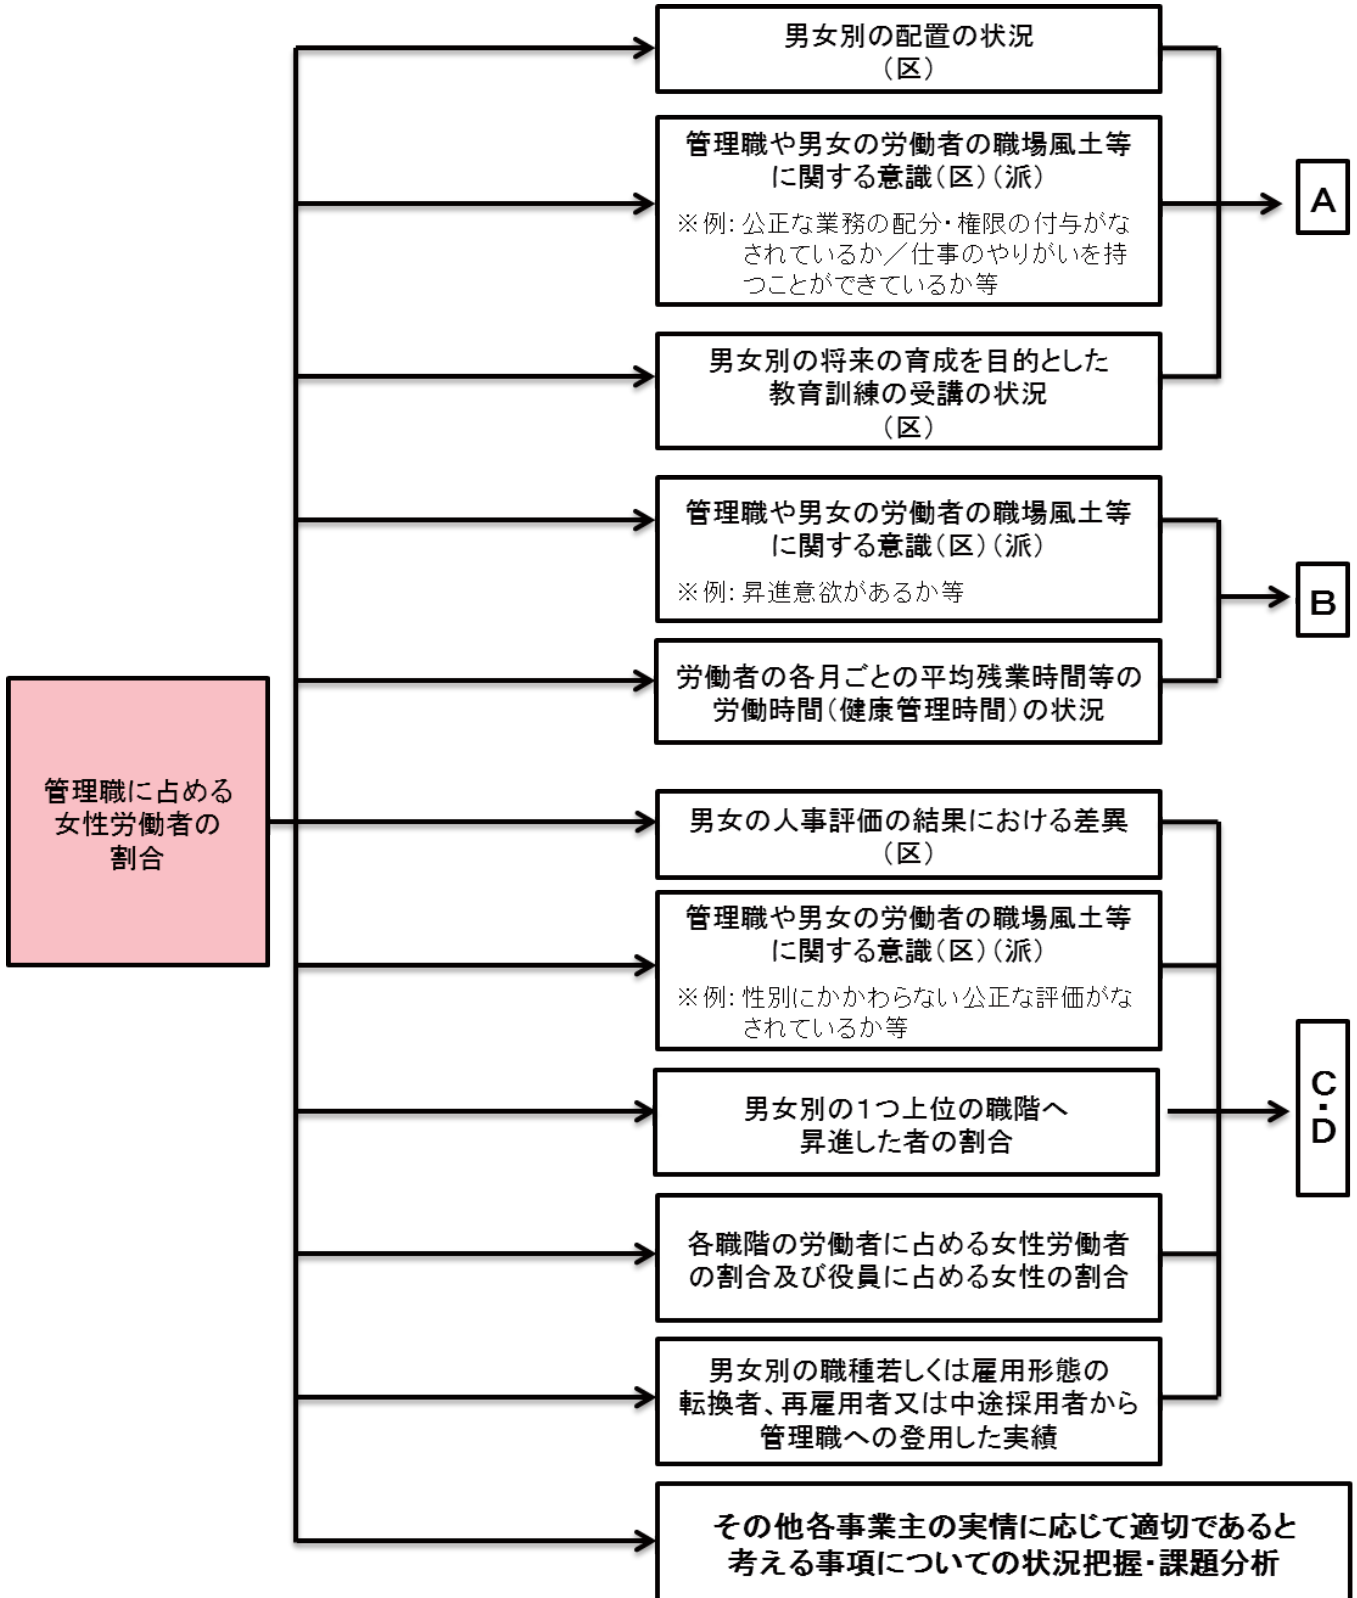 男女別の配置の状況
（区）
管理職や男女の労働者の職場風土等
に関する意識（区）（派）
※例：公正な業務の配分・権限の付与がな
されているか／仕事のやりがいを持
つことができているか等
A
男女別の将来の育成を目的とした
教育訓練の受講の状況
（区）
管理職や男女の労働者の職場風土等
に関する意識（区）（派）
※例：昇進意欲があるか等
B
労働者の各月ごとの平均残業時間等の
労働時間（健康管理時間）の状況
管理職に占める
女性労働者の
割合
男女の人事評価の結果における差異
（区）
管理職や男女の労働者の職場風土等
に関する意識（区）（派）
※例：性別にかかわらない公正な評価がな
されているか等
男女別の１つ上位の職階へ
昇進した者の割合
C・D
各職階の労働者に占める女性労働者
の割合及び役員に占める女性の割合
男女別の職種若しくは雇用形態の
転換者、再雇用者又は中途採用者から
管理職への登用した実績
その他各事業主の実情に応じて適切であると
考える事項についての状況把握・課題分析